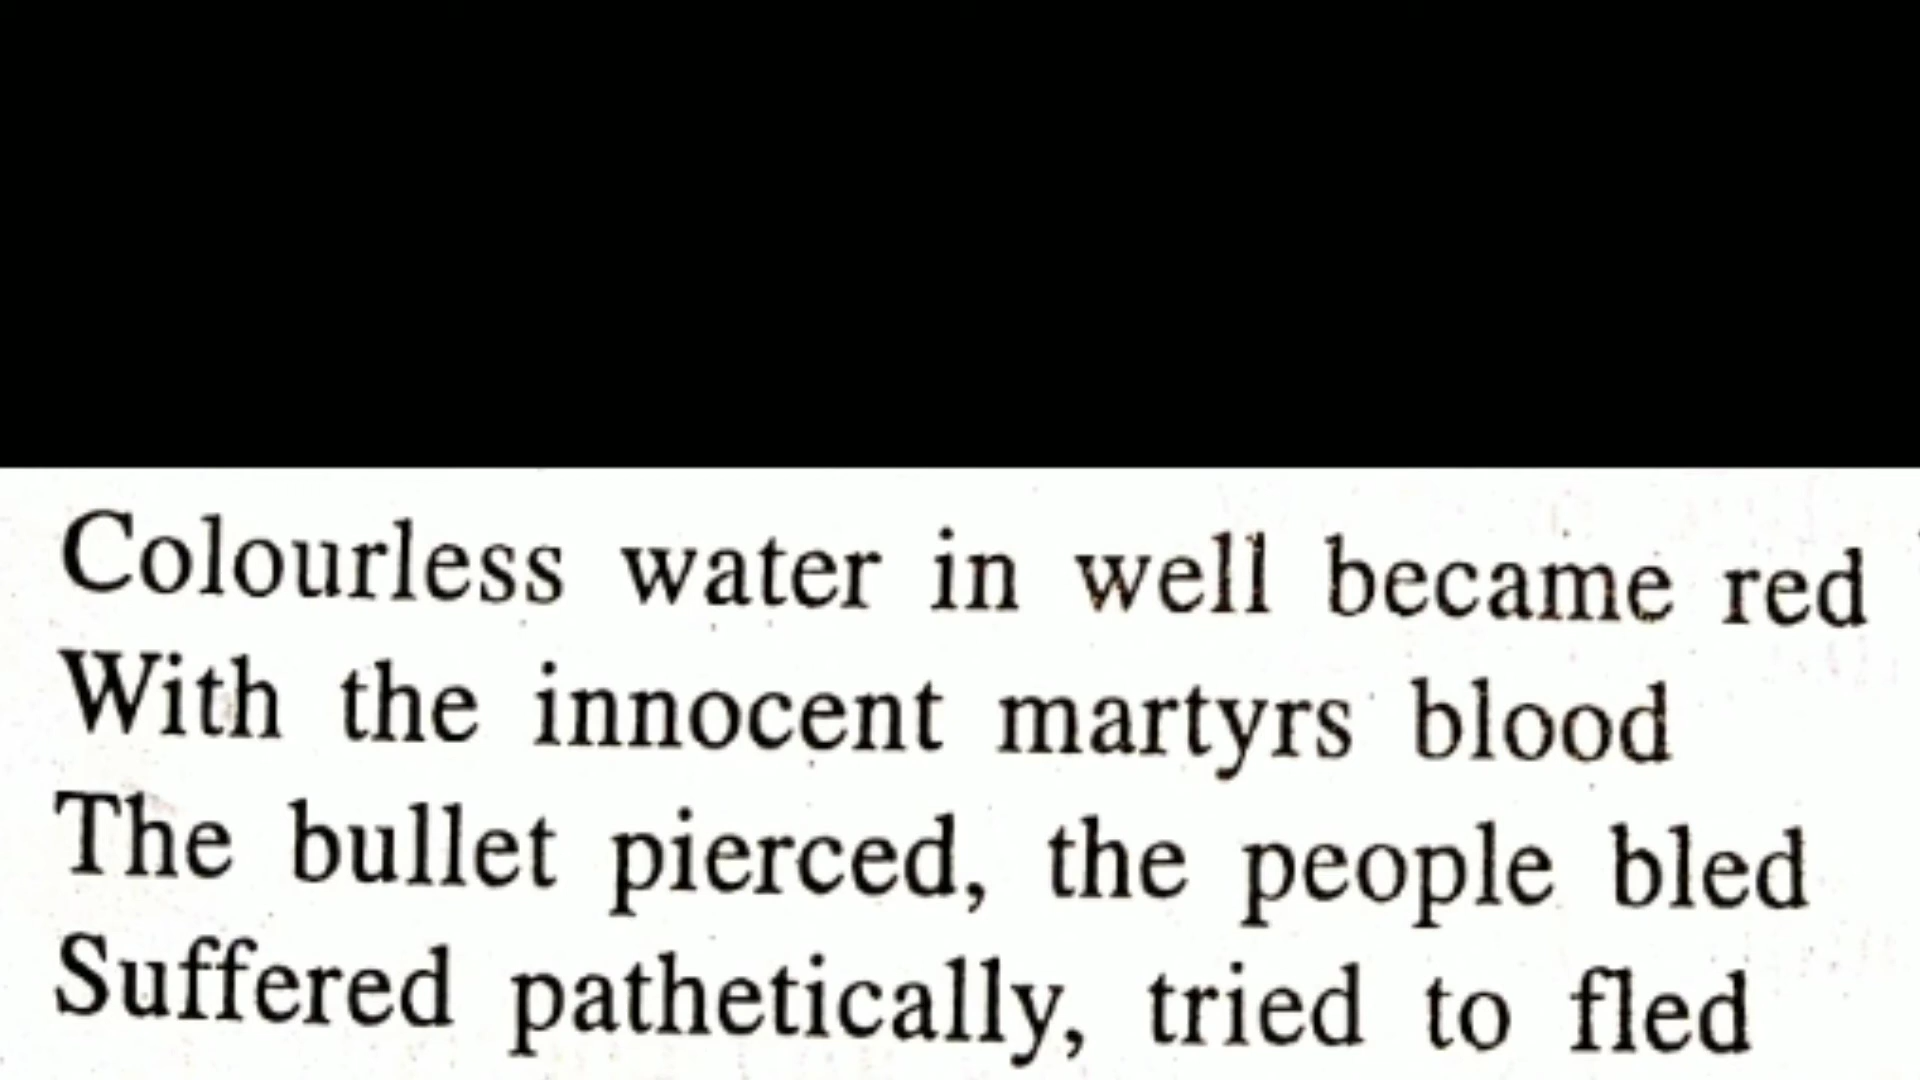 Colourless water in well became red
With the innocent martyrs blood
The bullet pierced, the people bled
Suffered pathetically, tried to fled